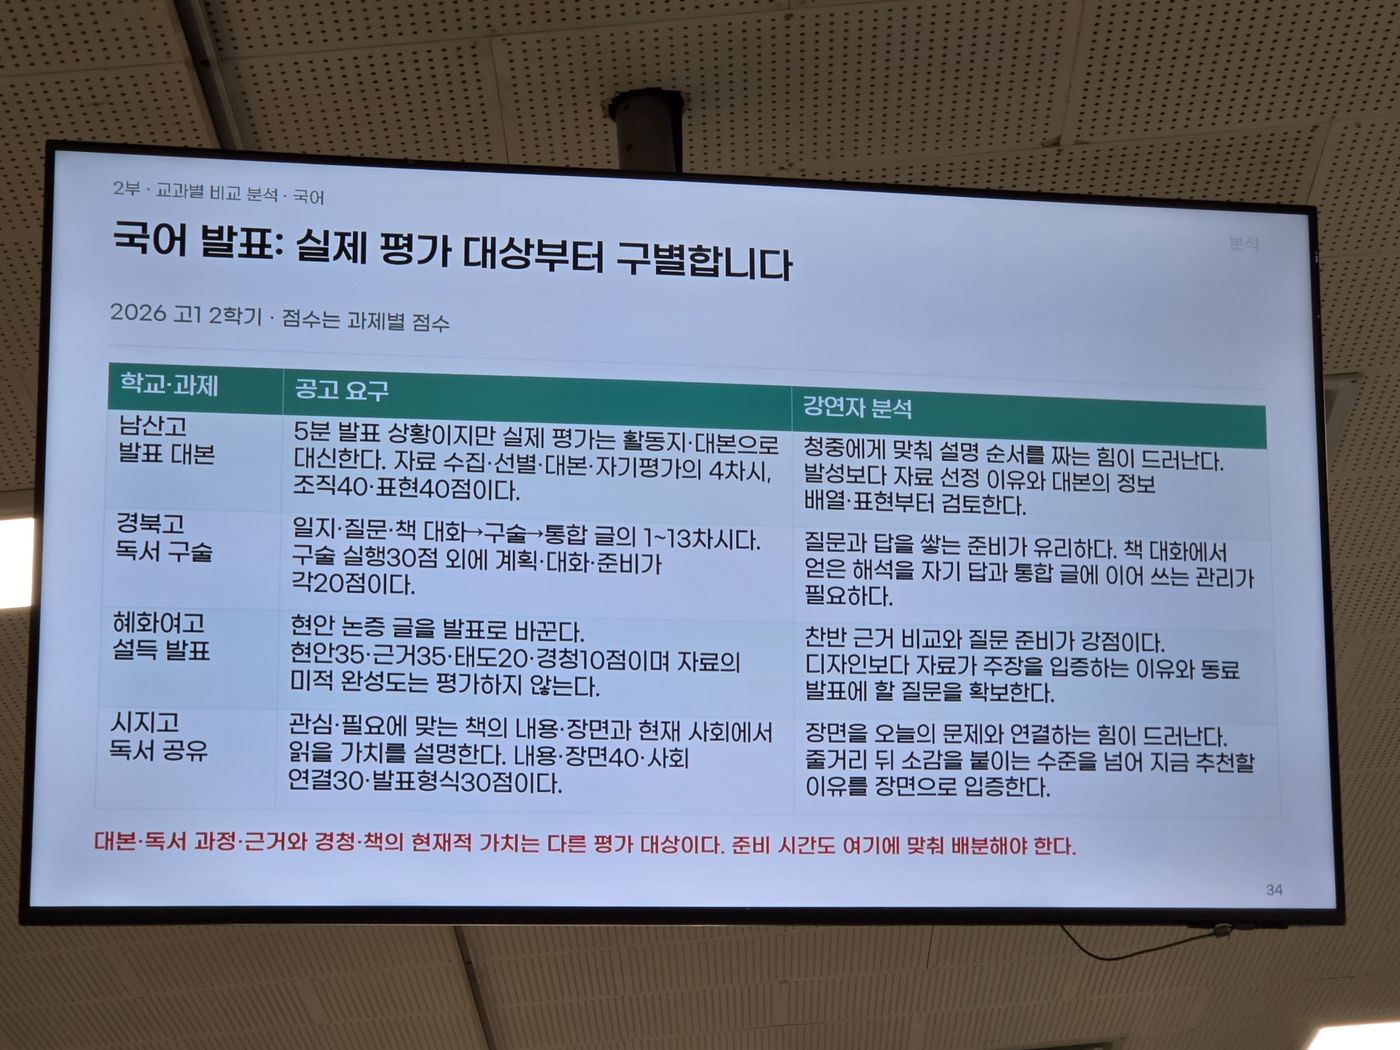 2부 · 교과별 비교 분석 · 국어
분석
국어 발표: 실제 평가 대상부터 구별합니다
2026 고1 2학기 · 점수는 과제별 점수
학교·과제
공고 요구
강연자 분석
남산고
발표 대본
5분 발표 상황이지만 실제 평가는 활동지·대본으로
대신한다. 자료 수집·선별·대본·자기평가의 4차시,
조직40·표현40점이다.
청중에게 맞춰 설명 순서를 짜는 힘이 드러난다.
발성보다 자료 선정 이유와 대본의 정보
배열·표현부터 검토한다.
경북고
독서 구술
일지·질문·책 대화→구술→통합 글의 1~13차시다.
구술 실행30점 외에 계획·대화·준비가
각20점이다.
질문과 답을 쌓는 준비가 유리하다. 책 대화에서
얻은 해석을 자기 답과 통합 글에 이어 쓰는 관리가
필요하다.
혜화여고
설득 발표
현안 논증 글을 발표로 바꾼다.
현안35·근거35·태도20·경청10점이며 자료의
미적 완성도는 평가하지 않는다.
찬반 근거 비교와 질문 준비가 강점이다.
디자인보다 자료가 주장을 입증하는 이유와 동료
발표에 할 질문을 확보한다.
시지고
독서 공유
관심·필요에 맞는 책의 내용·장면과 현재 사회에서
읽을 가치를 설명한다. 내용·장면40·사회
연결30·발표형식30점이다.
장면을 오늘의 문제와 연결하는 힘이 드러난다.
줄거리 뒤 소감을 붙이는 수준을 넘어 지금 추천할
이유를 장면으로 입증한다.
대본·독서 과정·근거와 경청·책의 현재적 가치는 다른 평가 대상이다. 준비 시간도 여기에 맞춰 배분해야 한다.
34